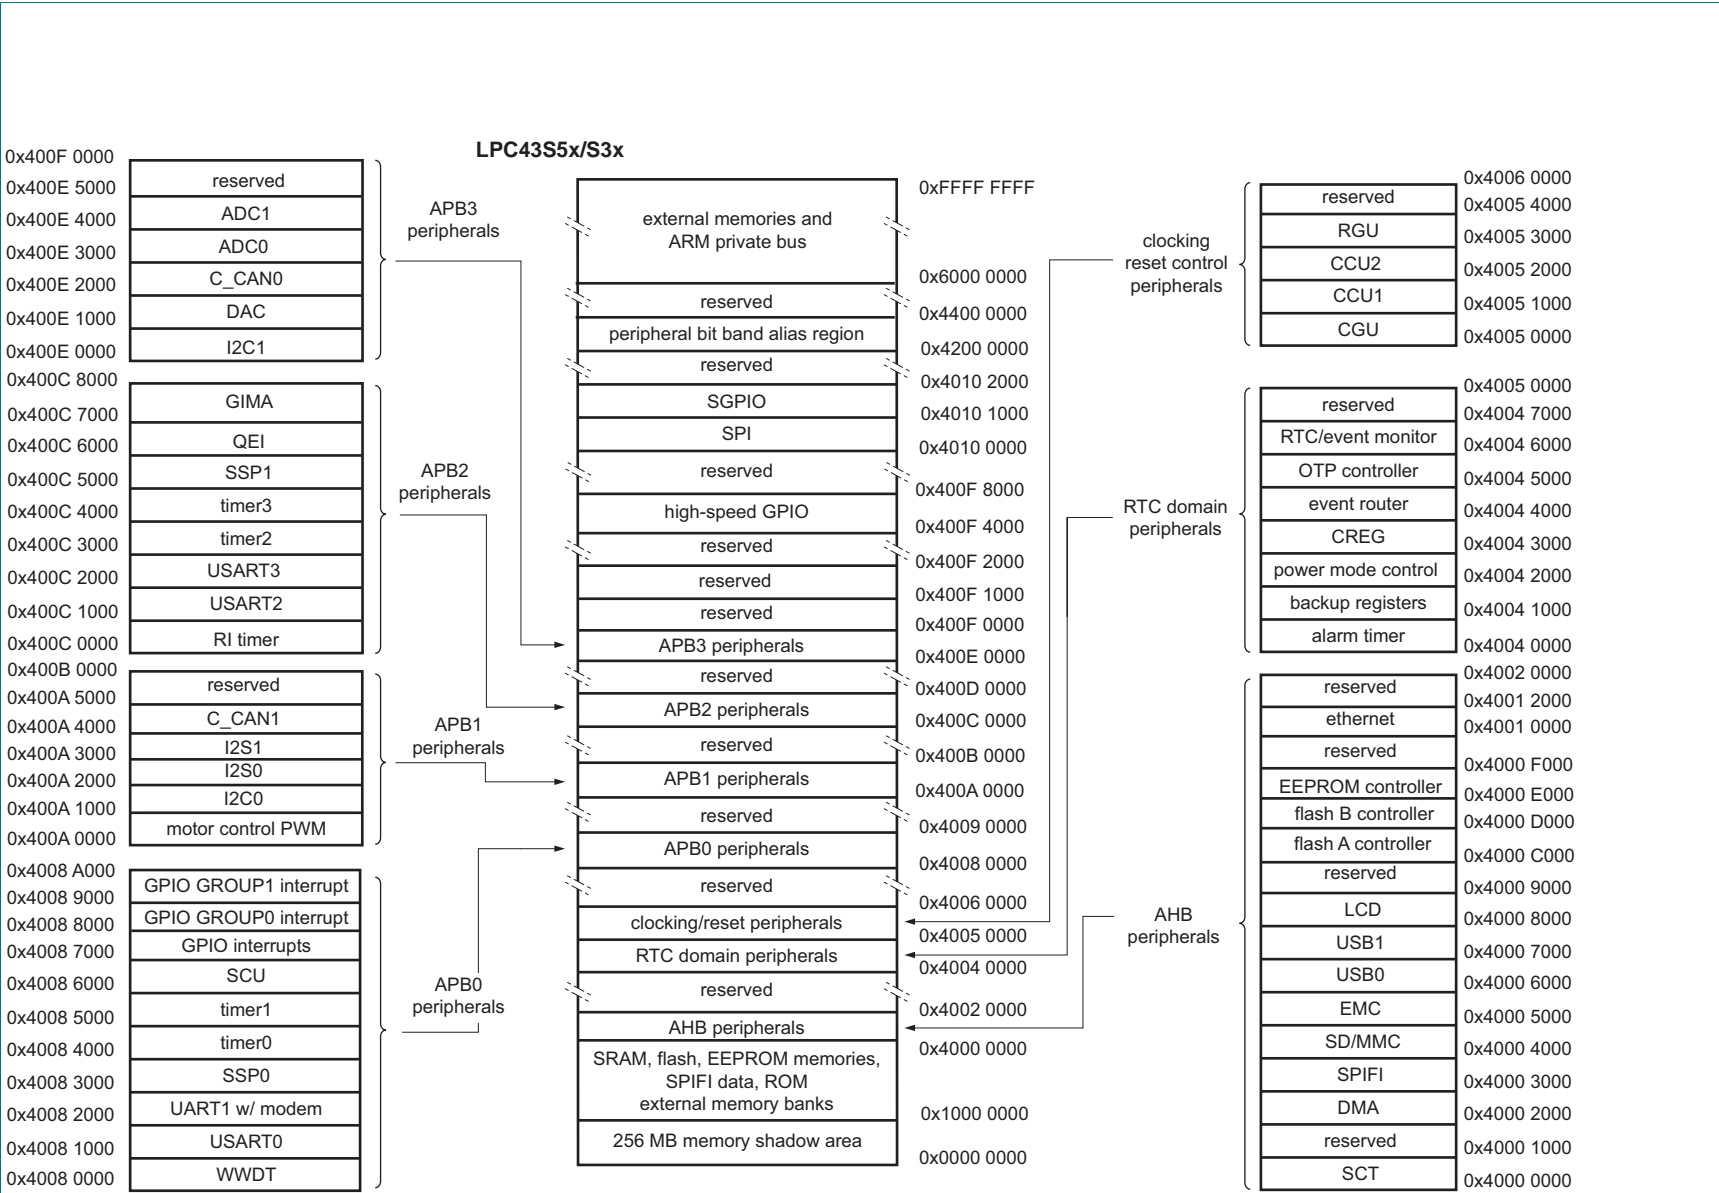 LPC43S5x/S3x
0x400F 0000
reserved
0x400E 5000
ADC1
0x400E 4000
ADC0
0x400E 3000
C_CAN0
0x400E 2000
DAC
0x400E 1000
I2C1
0x400E 0000
APB3
peripherals
0x400C 8000
GIMA
0x400C 7000
QEI
0x400C 6000
SSP1
0x400C 5000
timer3
0x400C 4000
timer2
0x400C 3000
USART3
0x400C 2000
USART2
0x400C 1000
RI timer
0x400C 0000
APB2
peripherals
0x400B 0000
reserved
0x400A 5000
C_CAN1
0x400A 4000
I2S1
0x400A 3000
I2S0
0x400A 2000
I2C0
0x400A 1000
motor control PWM
0x400A 0000
APB1
peripherals
0x4008 A000
GPIO GROUP1 interrupt
0x4008 9000
GPIO GROUP0 interrupt
0x4008 8000
GPIO interrupts
0x4008 7000
SCU
0x4008 6000
timer1
0x4008 5000
timer0
0x4008 4000
SSP0
0x4008 3000
UART1 w/ modem
0x4008 2000
USART0
0x4008 1000
WWDT
0x4008 0000
APB0
peripherals
0xFFFF FFFF
external memories and
ARM private bus
0x6000 0000
reserved
0x4400 0000
peripheral bit band alias region
0x4200 0000
reserved
0x4010 2000
SGPIO
0x4010 1000
SPI
0x4010 0000
reserved
0x400F 8000
high-speed GPIO
0x400F 4000
reserved
0x400F 2000
reserved
0x400F 1000
reserved
0x400F 0000
APB3 peripherals
0x400E 0000
reserved
0x400D 0000
APB2 peripherals
0x400C 0000
reserved
0x400B 0000
APB1 peripherals
0x400A 0000
reserved
0x4009 0000
APB0 peripherals
0x4008 0000
reserved
0x4006 0000
clocking/reset peripherals
0x4005 0000
RTC domain peripherals
0x4004 0000
reserved
0x4002 0000
AHB peripherals
0x4000 0000
SRAM, flash, EEPROM memories,
SPIFI data, ROM
external memory banks
0x1000 0000
256 MB memory shadow area
0x0000 0000
clocking
reset control
peripherals
0x4006 0000
reserved
0x4005 4000
RGU
0x4005 3000
CCU2
0x4005 2000
CCU1
0x4005 1000
CGU
0x4005 0000
RTC domain
peripherals
0x4005 0000
reserved
0x4004 7000
RTC/event monitor
0x4004 6000
OTP controller
0x4004 5000
event router
0x4004 4000
CREG
0x4004 3000
power mode control
0x4004 2000
backup registers
0x4004 1000
alarm timer
0x4004 0000
AHB
peripherals
0x4002 0000
reserved
0x4001 2000
ethernet
0x4001 0000
reserved
0x4000 F000
EEPROM controller
0x4000 E000
flash B controller
0x4000 D000
flash A controller
0x4000 C000
reserved
0x4000 9000
LCD
0x4000 8000
USB1
0x4000 7000
USB0
0x4000 6000
EMC
0x4000 5000
SD/MMC
0x4000 4000
SPIFI
0x4000 3000
DMA
0x4000 2000
reserved
0x4000 1000
SCT
0x4000 0000